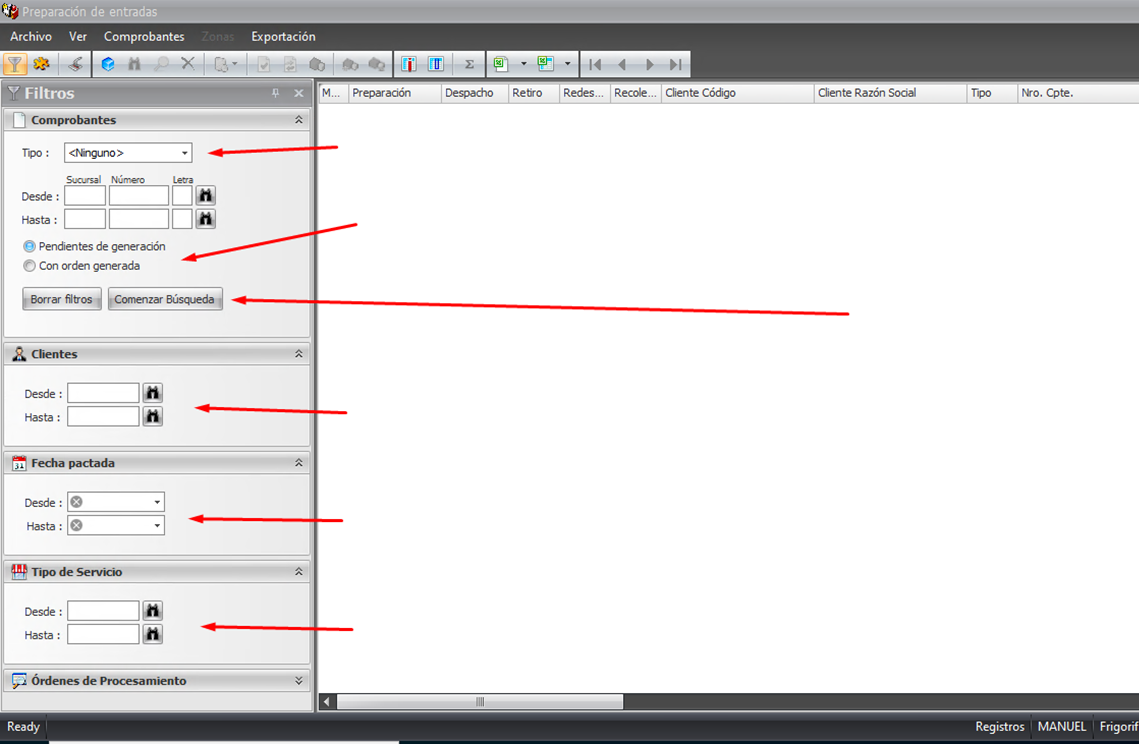 Preparación de entradas
Archivo Ver Comprobantes Zonas Exportación
Filtros
M... Preparación Despacho Retiro Redes... Recole... Cliente Código Cliente Razón Social Tipo Nro. Cpte.
Comprobantes
Tipo : <Ninguno>
Sucursal Número Letra
Desde :
Hasta :
Pendientes de generación
Con orden generada
Borrar filtros Comenzar Búsqueda
Clientes
Desde :
Hasta :
31 Fecha pactada
Desde :
Hasta :
Tipo de Servicio
Desde :
Hasta :
Órdenes de Procesamiento
Ready Registros MANUEL Frigorif